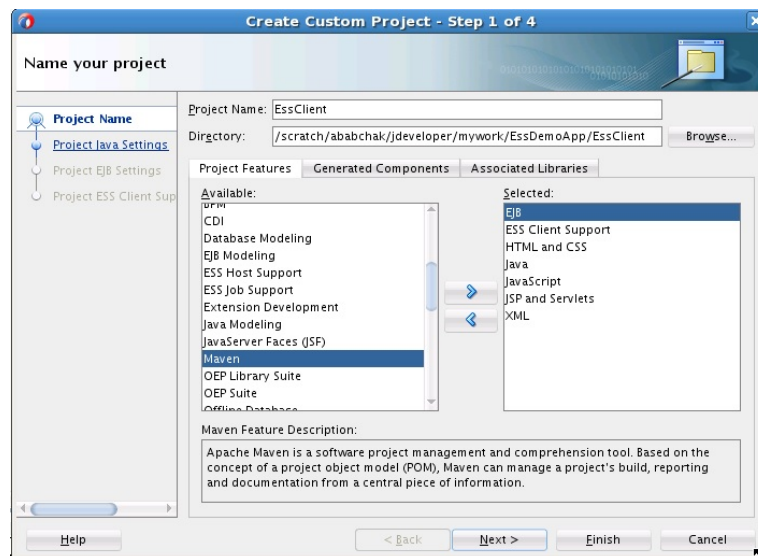 Create Custom Project - Step 1 of 4
Name your project
Project Name
Project Java Settings
Project EJB Settings
Project ESS Client Sup
Project Name: EssClient
Directory: /scratch/ababchak/jdeveloper/mywork/EssDemoApp/EssClient Browse...
Project Features Generated Components Associated Libraries
Available:
BPM
CDI
Database Modeling
EJB Modeling
ESS Host Support
ESS Job Support
Extension Development
Java Modeling
JavaServer Faces (JSF)
Maven
OEP Library Suite
OEP Suite
Offline Database
Selected:
EJB
ESS Client Support
HTML and CSS
Java
JavaScript
JSP and Servlets
XML
Maven Feature Description:
Apache Maven is a software project management and comprehension tool. Based on the
concept of a project object model (POM), Maven can manage a project's build, reporting
and documentation from a central piece of information.
Help < Back Next > Finish Cancel